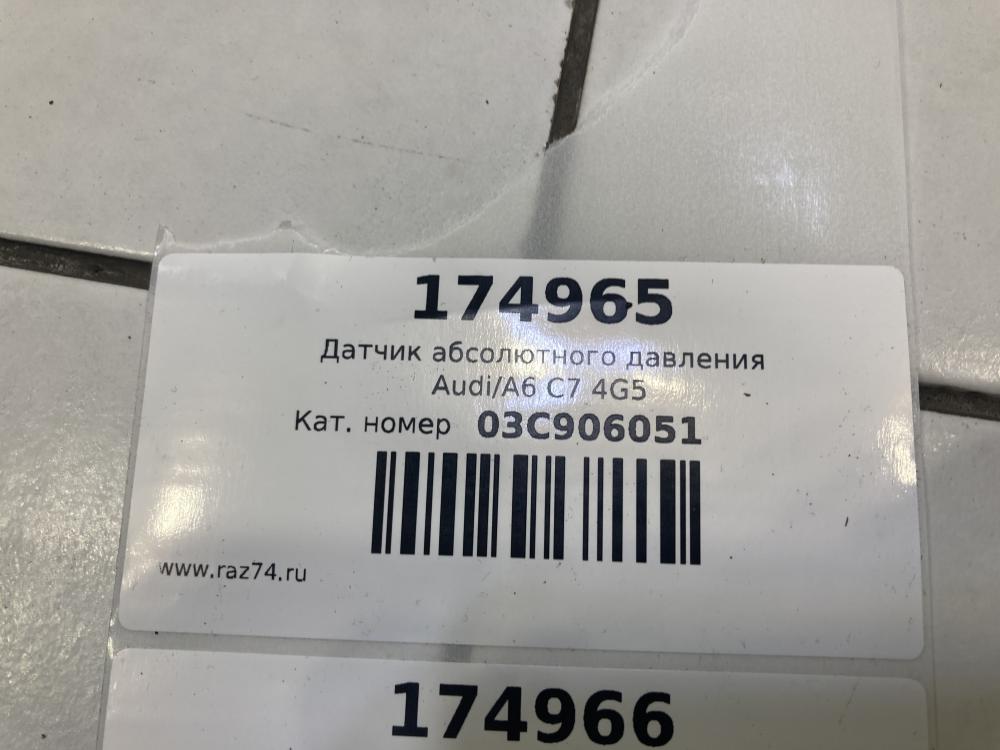 174965
Датчик абсолютного давления
Audi/A6 C7 4G5
Кат. номер 03C906051
www.raz74.ru
174966